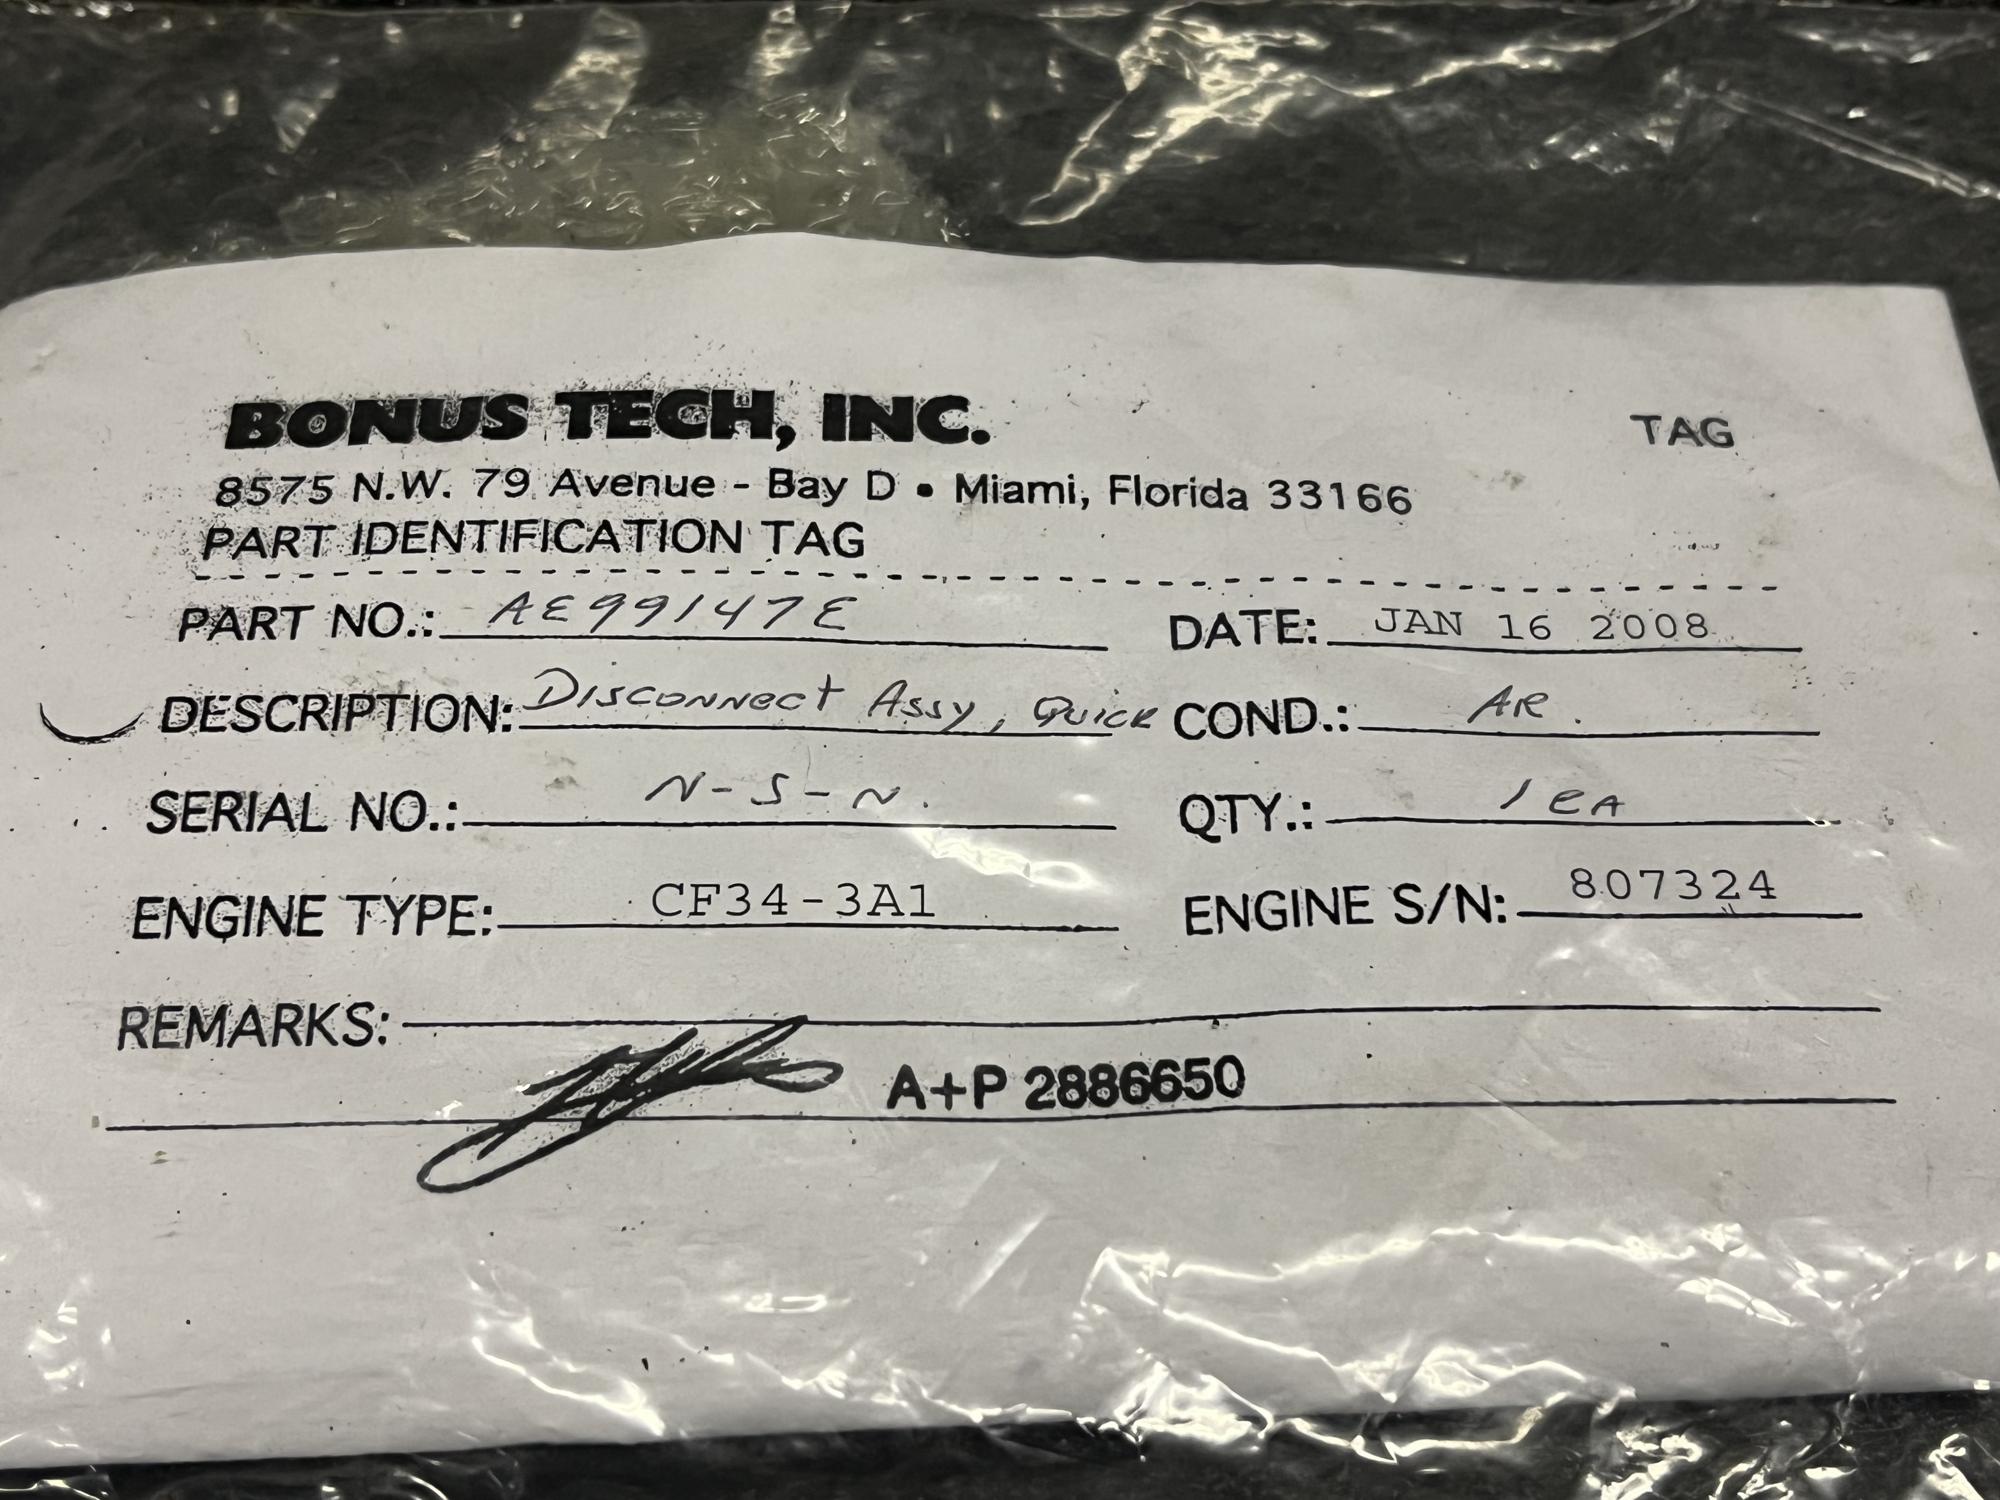 BONUS TECH, INC.
TAG
8575 N.W. 79 Avenue - Bay D • Miami, Florida 33166
PART IDENTIFICATION TAG
PART NO.: AE99147E DATE: JAN 16 2008
DESCRIPTION: Disconnect Assy, Quick COND.: AR.
SERIAL NO.: N-S-N. QTY.: 1 EA
ENGINE TYPE: CF34-3A1 ENGINE S/N: 807324
REMARKS:
A+P 2886650